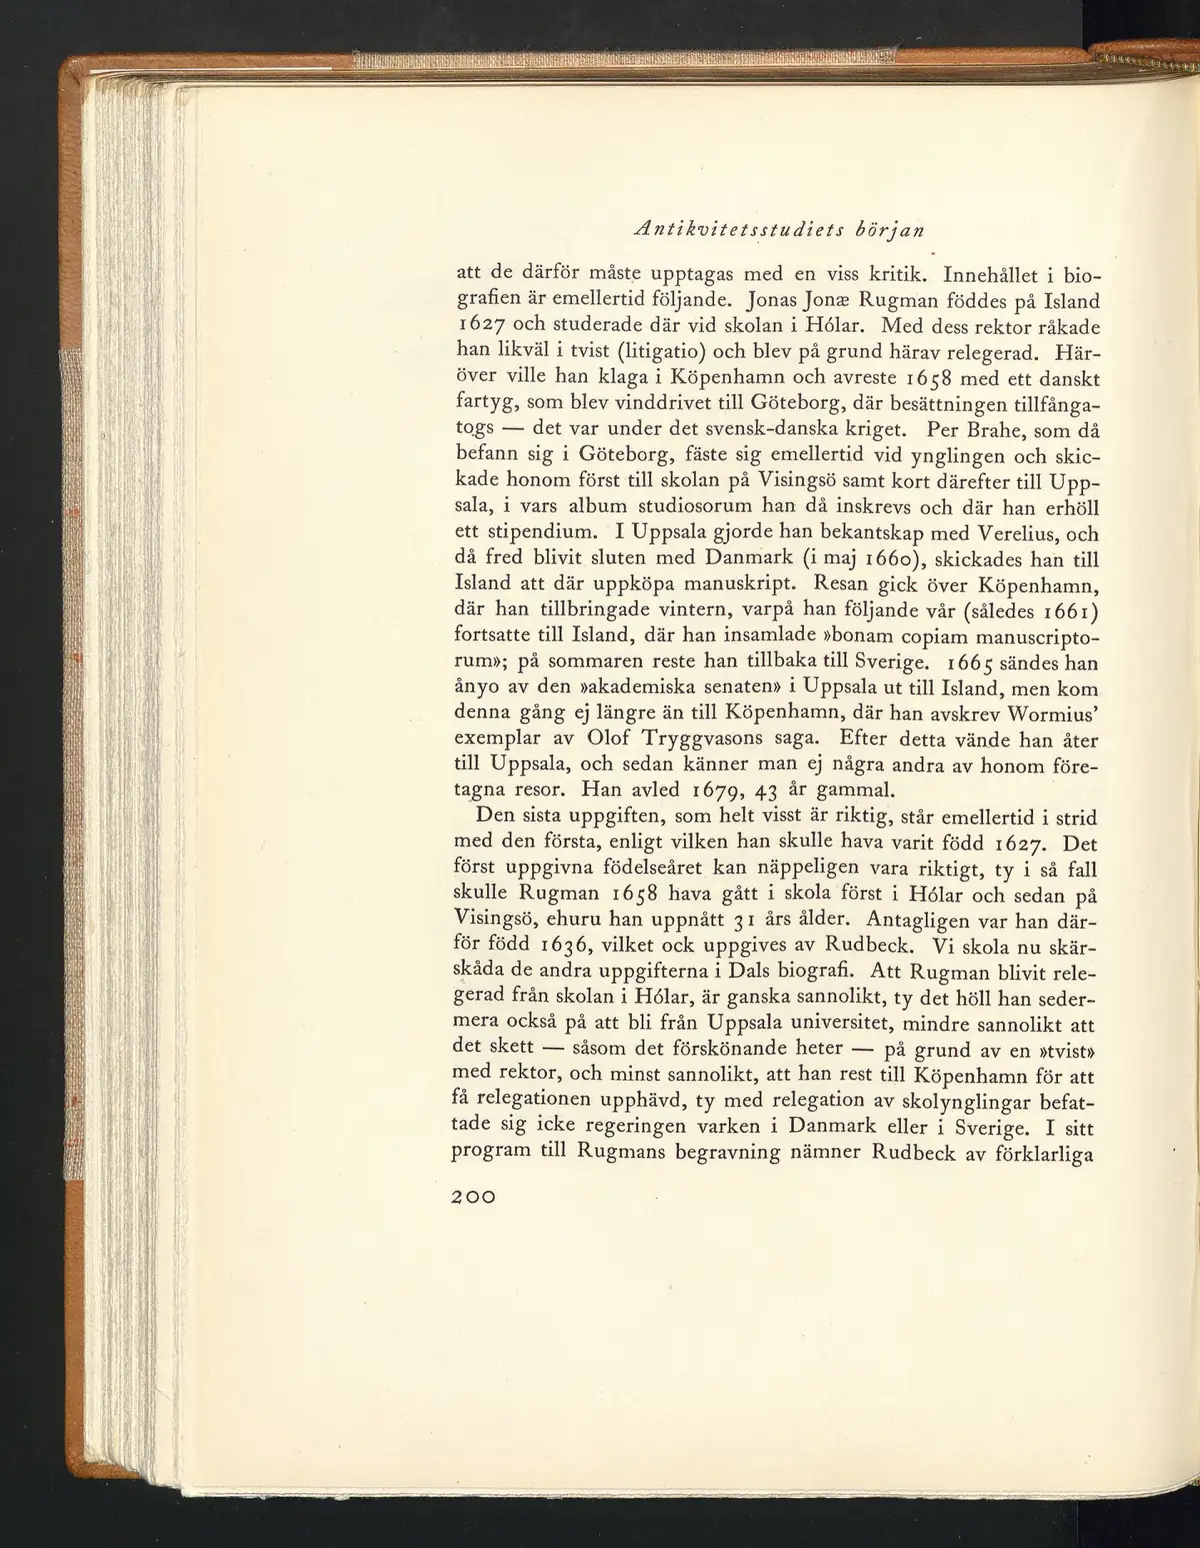 Antikvitetsstudiets början
att de därför måste upptagas med en viss kritik. Innehållet i bio-
grafien är emellertid följande. Jonas Jonæ Rugman föddes på Island
1627 och studerade där vid skolan i Hólar. Med dess rektor råkade
han likväl i tvist (litigatio) och blev på grund härav relegerad. Här-
över ville han klaga i Köpenhamn och avreste 1658 med ett danskt
fartyg, som blev vinddrivet till Göteborg, där besättningen tillfånga-
togs — det var under det svensk-danska kriget. Per Brahe, som då
befann sig i Göteborg, fäste sig emellertid vid ynglingen och skic-
kade honom först till skolan på Visingsö samt kort därefter till Upp-
sala, i vars album studiosorum han då inskrevs och där han erhöll
ett stipendium. I Uppsala gjorde han bekantskap med Verelius, och
då fred blivit sluten med Danmark (i maj 1660), skickades han till
Island att där uppköpa manuskript. Resan gick över Köpenhamn,
där han tillbringade vintern, varpå han följande vår (således 1661)
fortsatte till Island, där han insamlade »bonam copiam manuscripto-
rum»; på sommaren reste han tillbaka till Sverige. 1665 sändes han
ånyo av den »akademiska senaten» i Uppsala ut till Island, men kom
denna gång ej längre än till Köpenhamn, där han avskrev Wormius’
exemplar av Olof Tryggvasons saga. Efter detta vände han åter
till Uppsala, och sedan känner man ej några andra av honom före-
tagna resor. Han avled 1679, 43 år gammal.
Den sista uppgiften, som helt visst är riktig, står emellertid i strid
med den första, enligt vilken han skulle hava varit född 1627. Det
först uppgivna födelseåret kan näppeligen vara riktigt, ty i så fall
skulle Rugman 1658 hava gått i skola först i Hólar och sedan på
Visingsö, ehuru han uppnått 31 års ålder. Antagligen var han där-
för född 1636, vilket ock uppgives av Rudbeck. Vi skola nu skär-
skåda de andra uppgifterna i Dals biografi. Att Rugman blivit rele-
gerad från skolan i Hólar, är ganska sannolikt, ty det höll han seder-
mera också på att bli från Uppsala universitet, mindre sannolikt att
det skett — såsom det förskönande heter — på grund av en »tvist»
med rektor, och minst sannolikt, att han rest till Köpenhamn för att
få relegationen upphävd, ty med relegation av skolynglingar befat-
tade sig icke regeringen varken i Danmark eller i Sverige. I sitt
program till Rugmans begravning nämner Rudbeck av förklarliga
200